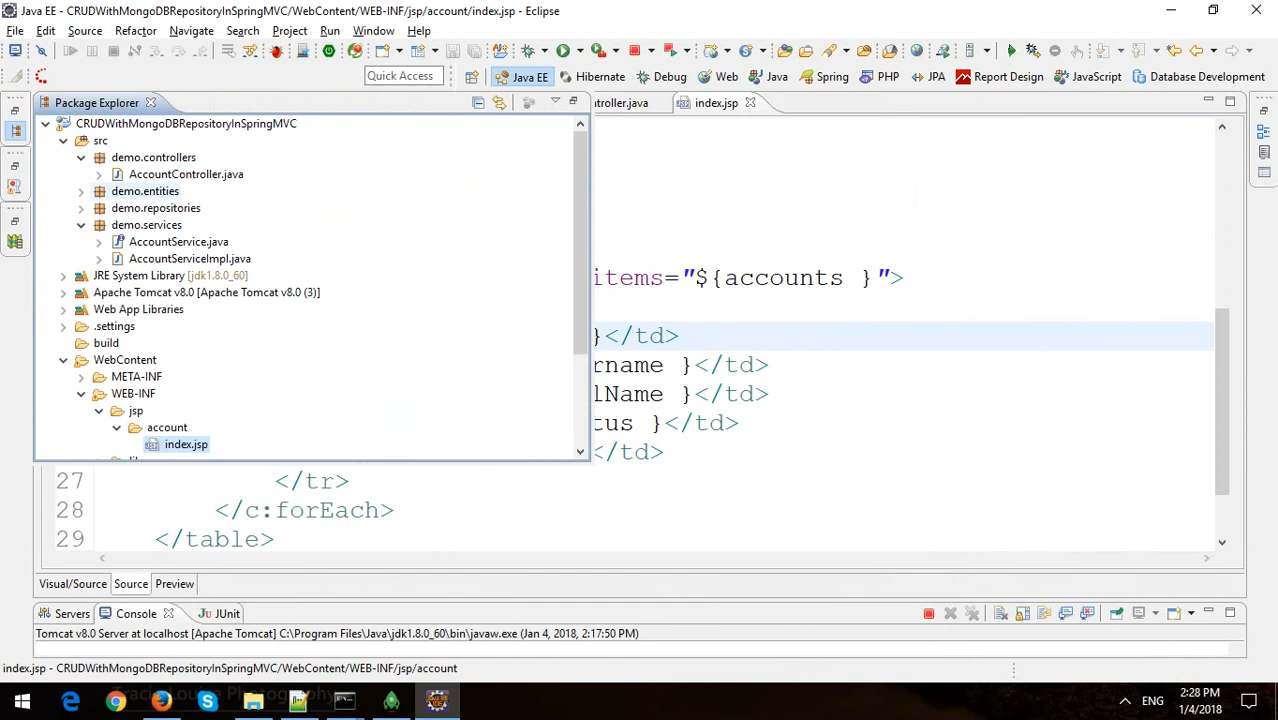 Java EE - CRUDWithMongoDBRepositoryInSpringMVC/WebContent/WEB-INF/jsp/account/index.jsp - Eclipse
File Edit Source Refactor Navigate Search Project Run Window Help
Quick Access Java EE Hibernate Debug Web Java Spring PHP JPA Report Design JavaScript Database Development
Package Explorer
ntroller.java index.jsp
CRUDWithMongoDBRepositoryInSpringMVC
src
demo.controllers
AccountController.java
demo.entities
demo.repositories
demo.services
AccountService.java
AccountServiceImpl.java
JRE System Library [jdk1.8.0_60]
Apache Tomcat v8.0 [Apache Tomcat v8.0 (3)]
Web App Libraries
.settings
build
WebContent
META-INF
WEB-INF
jsp
account
index.jsp
items="${accounts }">
}</td>
rname }</td>
lName }</td>
tus }</td>
</td>
27 </tr>
28 </c:forEach>
29 </table>
Visual/Source Source Preview
Servers Console JUnit
Tomcat v8.0 Server at localhost [Apache Tomcat] C:\Program Files\Java\jdk1.8.0_60\bin\javaw.exe (Jan 4, 2018, 2:17:50 PM)
index.jsp - CRUDWithMongoDBRepositoryInSpringMVC/WebContent/WEB-INF/jsp/account
Photography
ENG
2:28 PM
1/4/2018